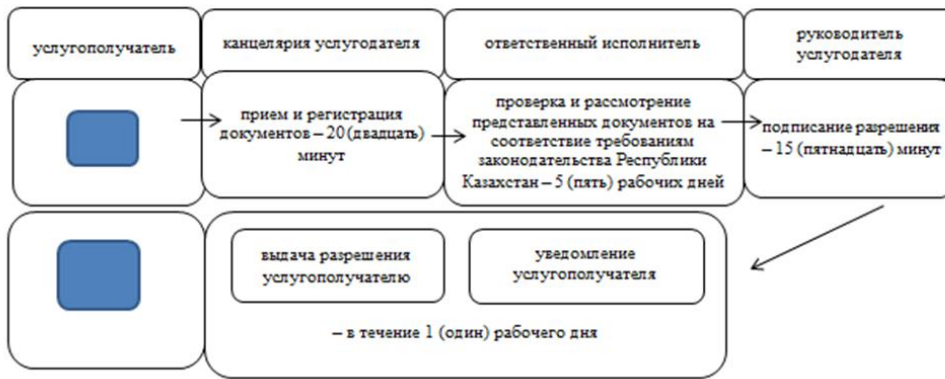 услугополучатель
канцелярия услугодателя
ответственный исполнитель
руководитель
услугодателя
прием и регистрация
документов – 20 (двадцать)
минут
проверка и рассмотрение
представленных документов на
соответствие требованиям
законодательства Республики
Казахстан – 5 (пять) рабочих дней
подписание разрешения
– 15 (пятнадцать) минут
выдача разрешения
услугополучателю
уведомление
услугополучателя
– в течение 1 (один) рабочего дня